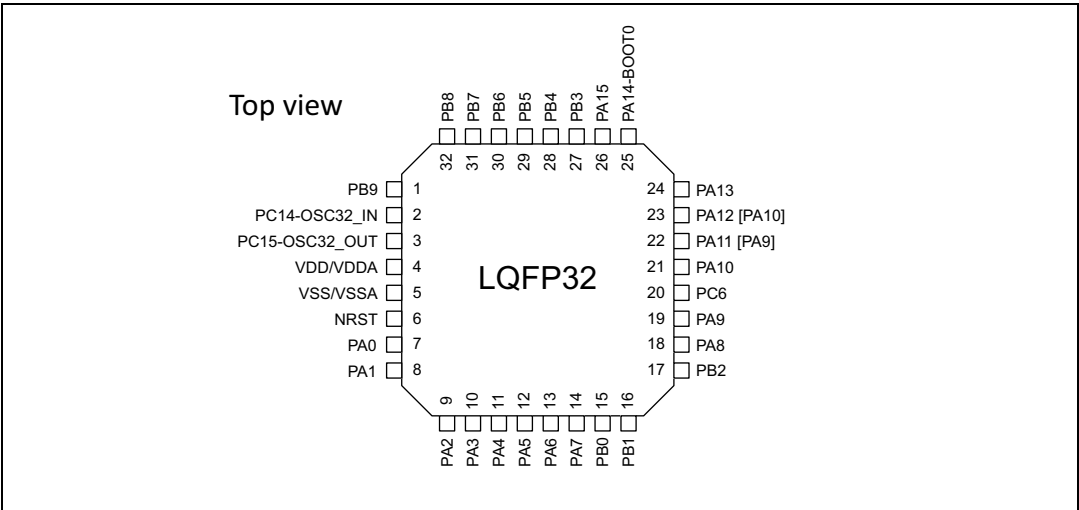 Top view
PB8
PB7
PB6
PB5
PB4
PB3
PA15
PA14-BOOT0
32
31
30
29
28
27
26
25
PB9 1
PC14-OSC32_IN 2
PC15-OSC32_OUT 3
VDD/VDDA 4
VSS/VSSA 5
NRST 6
PA0 7
PA1 8
LQFP32
24 PA13
23 PA12 [PA10]
22 PA11 [PA9]
21 PA10
20 PC6
19 PA9
18 PA8
17 PB2
9
10
11
12
13
14
15
16
PA2
PA3
PA4
PA5
PA6
PA7
PB0
PB1